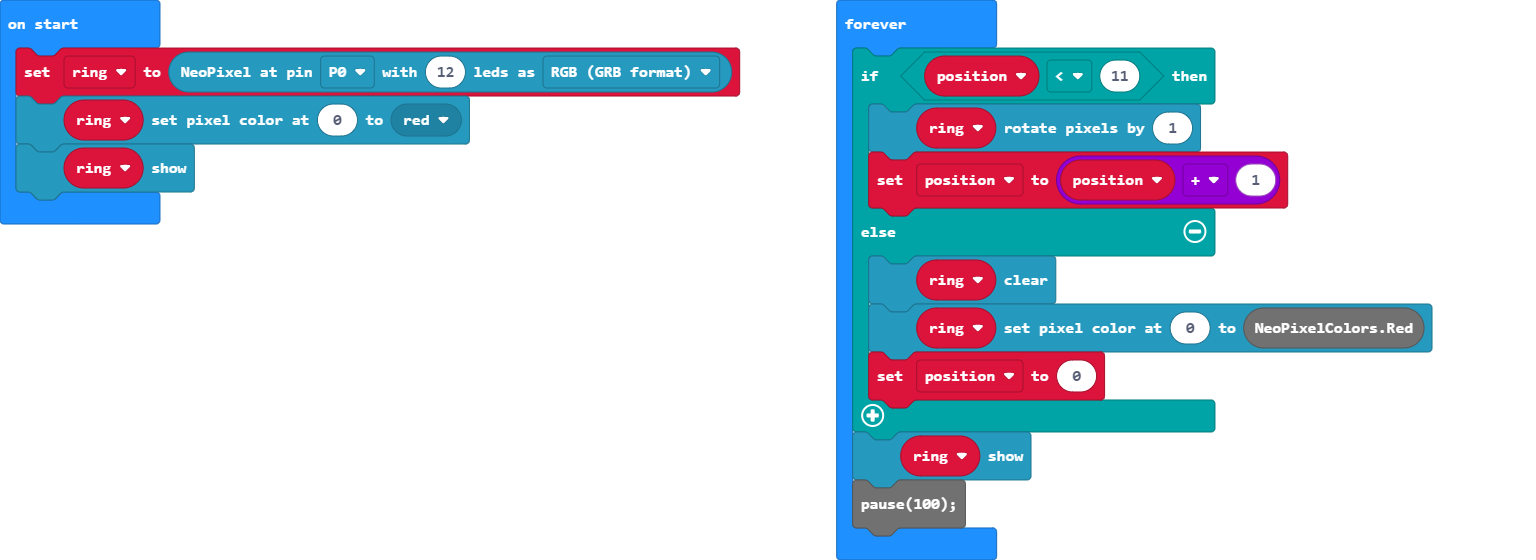 on start
set ring to NeoPixel at pin P0 with 12 leds as RGB (GRB format)
ring set pixel color at 0 to red
ring show
forever
if position < 11 then
ring rotate pixels by 1
set position to position + 1
else
ring clear
ring set pixel color at 0 to NeoPixelColors.Red
set position to 0
ring show
pause(100);